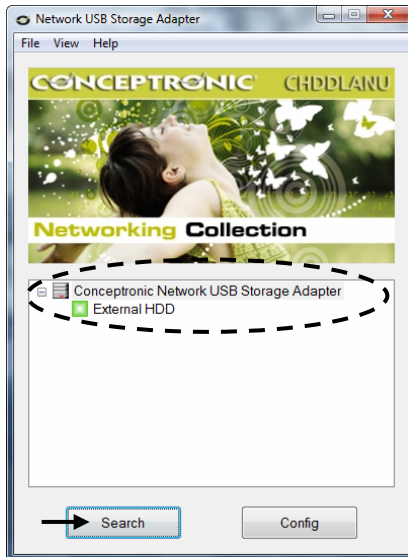 Network USB Storage Adapter
File View Help
CONCEPTRONIC CHDDLANU
Networking Collection
Conceptronic Network USB Storage Adapter
External HDD
Search Config